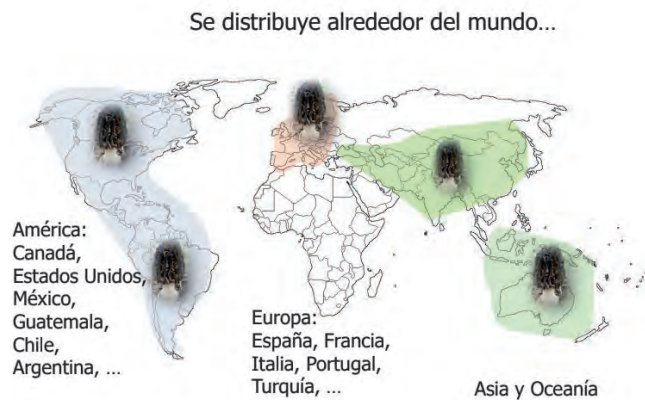 Se distribuye alrededor del mundo...
América:
Canadá,
Estados Unidos,
México,
Guatemala,
Chile,
Argentina, ...
Europa:
España, Francia,
Italia, Portugal,
Turquía, ...
Asia y Oceanía